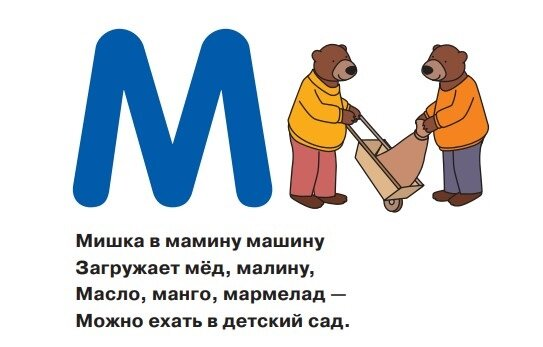 М
Мишка в мамину машину
Загружает мёд, малину,
Масло, манго, мармелад —
Можно ехать в детский сад.